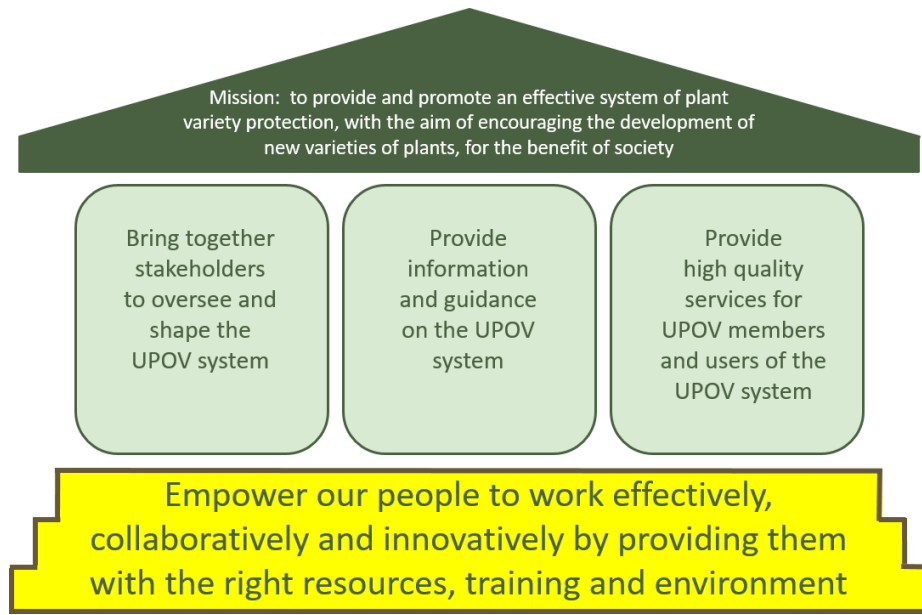 Mission: to provide and promote an effective system of plant
variety protection, with the aim of encouraging the development of
new varieties of plants, for the benefit of society
Bring together
stakeholders
to oversee and
shape the
UPOV system
Provide
information
and guidance
on the UPOV
system
Provide
high quality
services for
UPOV members
and users of the
UPOV system
Empower our people to work effectively,
collaboratively and innovatively by providing them
with the right resources, training and environment